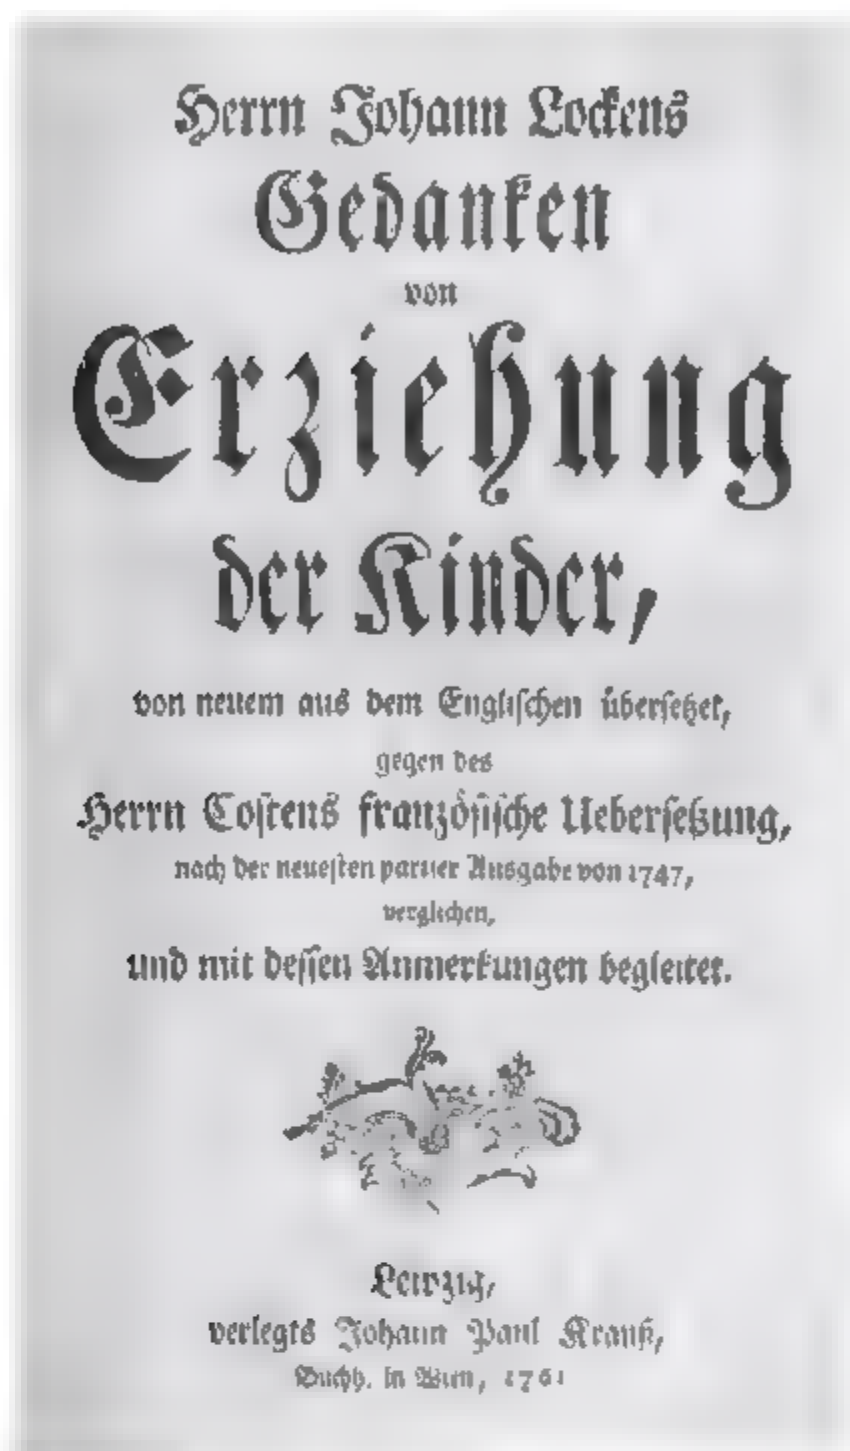 Herrn Johann Lockens
Gedanken
von
Erziehung
der Kinder,
von neuem aus dem Englischen übersetzet,
gegen des
Herrn Costens französische Uebersetzung,
nach der neuesten pariser Ausgabe von 1747,
verglichen,
und mit dessen Anmerkungen begleitet.
Leipzig,
verlegts Johann Paul Krauß,
Buchh. in Wien, 1761